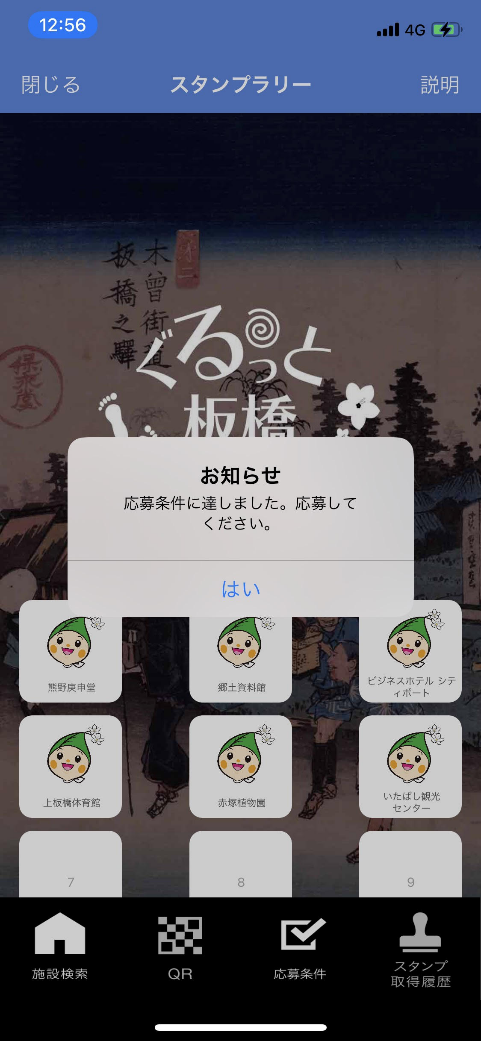 12:56
4G
閉じる
スタンプラリー
説明
木曾街道
板橋之驛
保永堂
ぐるっと
板橋
お知らせ
応募条件に達しました。応募して
ください。
はい
熊野庚申堂
郷土資料館
ビジネスホテル シテ
ィポート
上板橋体育館
赤塚植物園
いたばし観光
センター
7
8
9
施設検索
QR
応募条件
スタンプ
取得履歴